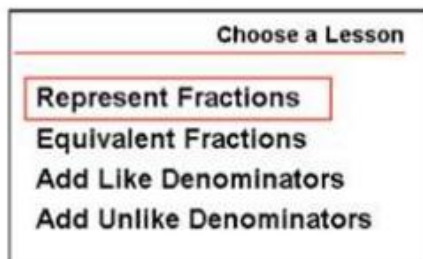 Choose a Lesson
Represent Fractions
Equivalent Fractions
Add Like Denominators
Add Unlike Denominators